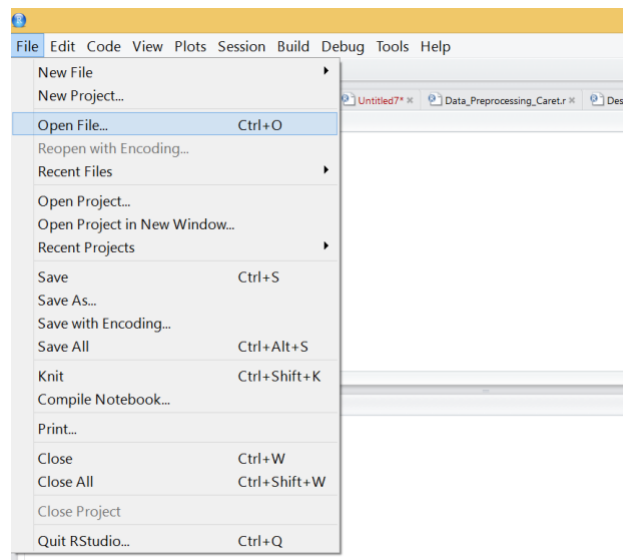 File Edit Code View Plots Session Build Debug Tools Help
Untitled7* Data_Preprocessing_Caret.r Des
New File
New Project...
Open File... Ctrl+O
Reopen with Encoding...
Recent Files
Open Project...
Open Project in New Window...
Recent Projects
Save Ctrl+S
Save As...
Save with Encoding...
Save All Ctrl+Alt+S
Knit Ctrl+Shift+K
Compile Notebook...
Print...
Close Ctrl+W
Close All Ctrl+Shift+W
Close Project
Quit RStudio... Ctrl+Q